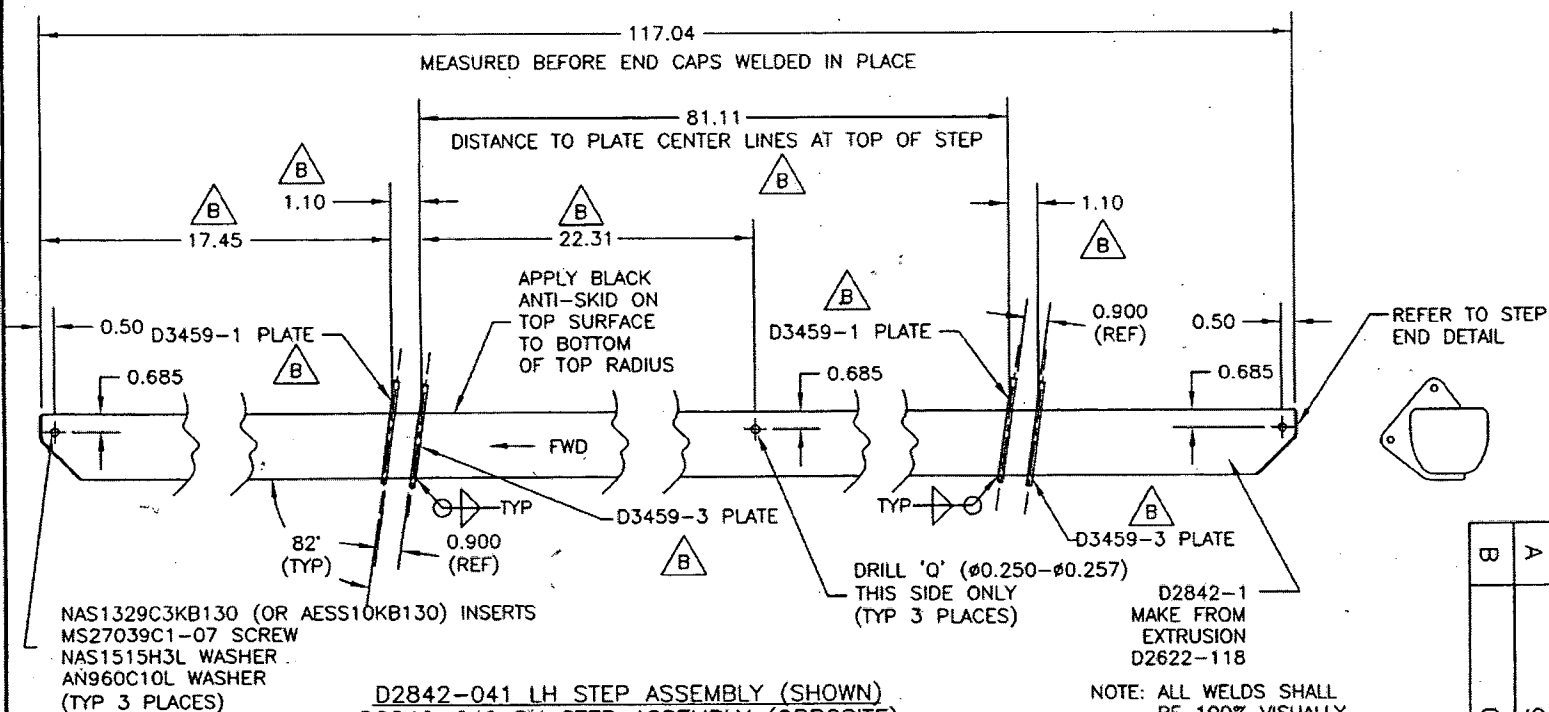 117.04
MEASURED BEFORE END CAPS WELDED IN PLACE
81.11
DISTANCE TO PLATE CENTER LINES AT TOP OF STEP
B
B
1.10
B
17.45
B
22.31
1.10
B
APPLY BLACK
ANTI-SKID ON
TOP SURFACE
TO BOTTOM
OF TOP RADIUS
B
0.50
D3459-1 PLATE
B
0.685
D3459-1 PLATE
0.685
0.900
(REF)
0.50
0.685
REFER TO STEP
END DETAIL
FWD
TYP
D3459-3 PLATE
B
TYP
B
D3459-3 PLATE
82°
(TYP)
0.900
(REF)
NAS1329C3KB130 (OR AESS10KB130) INSERTS
MS27039C1-07 SCREW
NAS1515H3L WASHER
AN960C10L WASHER
(TYP 3 PLACES)
DRILL 'Q' (ø0.250-ø0.257)
THIS SIDE ONLY
(TYP 3 PLACES)
D2842-1
MAKE FROM
EXTRUSION
D2622-118
D2842-041 LH STEP ASSEMBLY (SHOWN)
NOTE: ALL WELDS SHALL
BE 100% VISUALLY
A
B